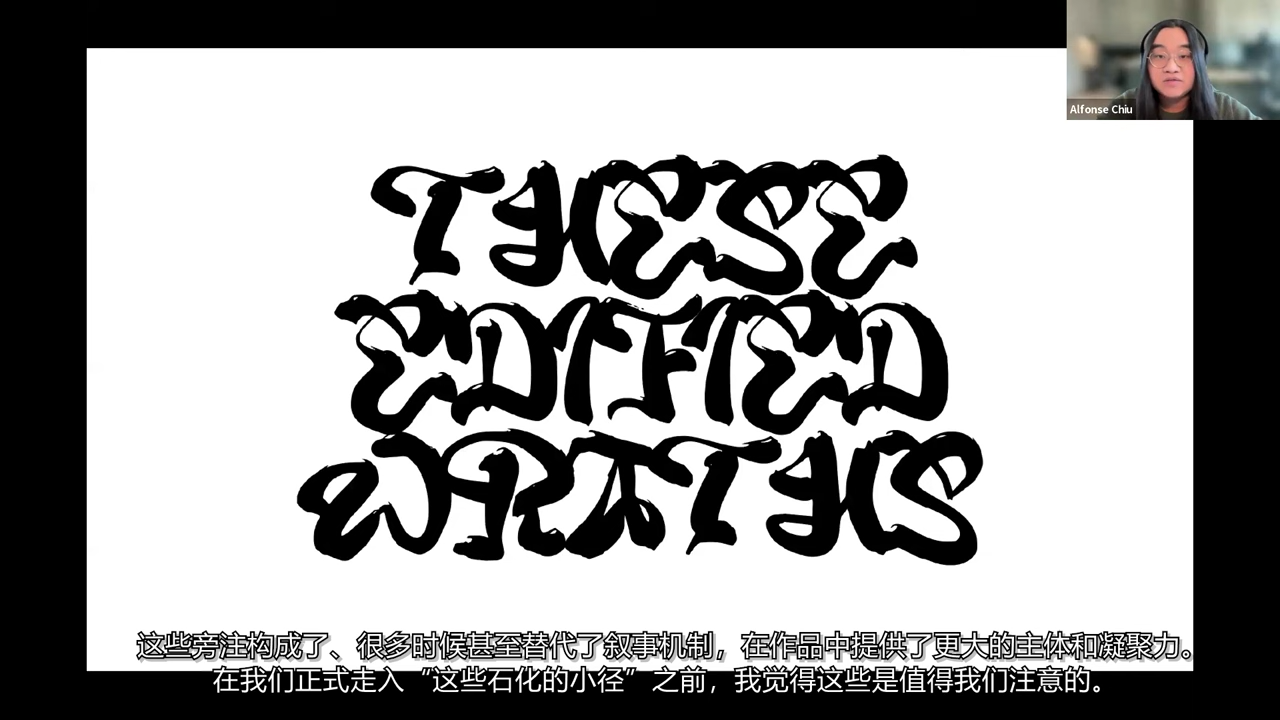 Alfonse Chiu
THESE
EDIFIED
WRATHS
这些旁注构成了、很多时候甚至替代了叙事机制，在作品中提供了更大的主体和凝聚力。
在我们正式走入“这些石化的小径”之前，我觉得这些是值得我们注意的。